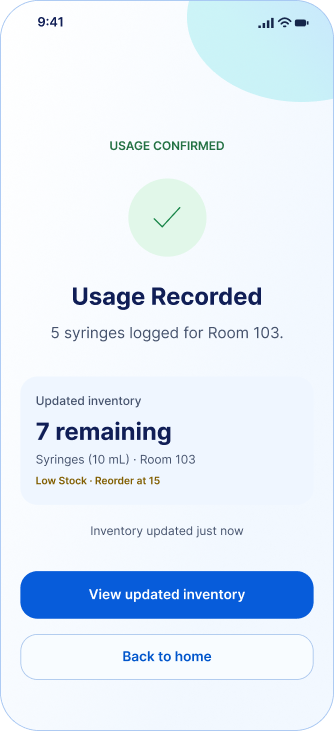 9:41
USAGE CONFIRMED
Usage Recorded
5 syringes logged for Room 103.
Updated inventory
7 remaining
Syringes (10 mL) · Room 103
Low Stock · Reorder at 15
Inventory updated just now
View updated inventory
Back to home